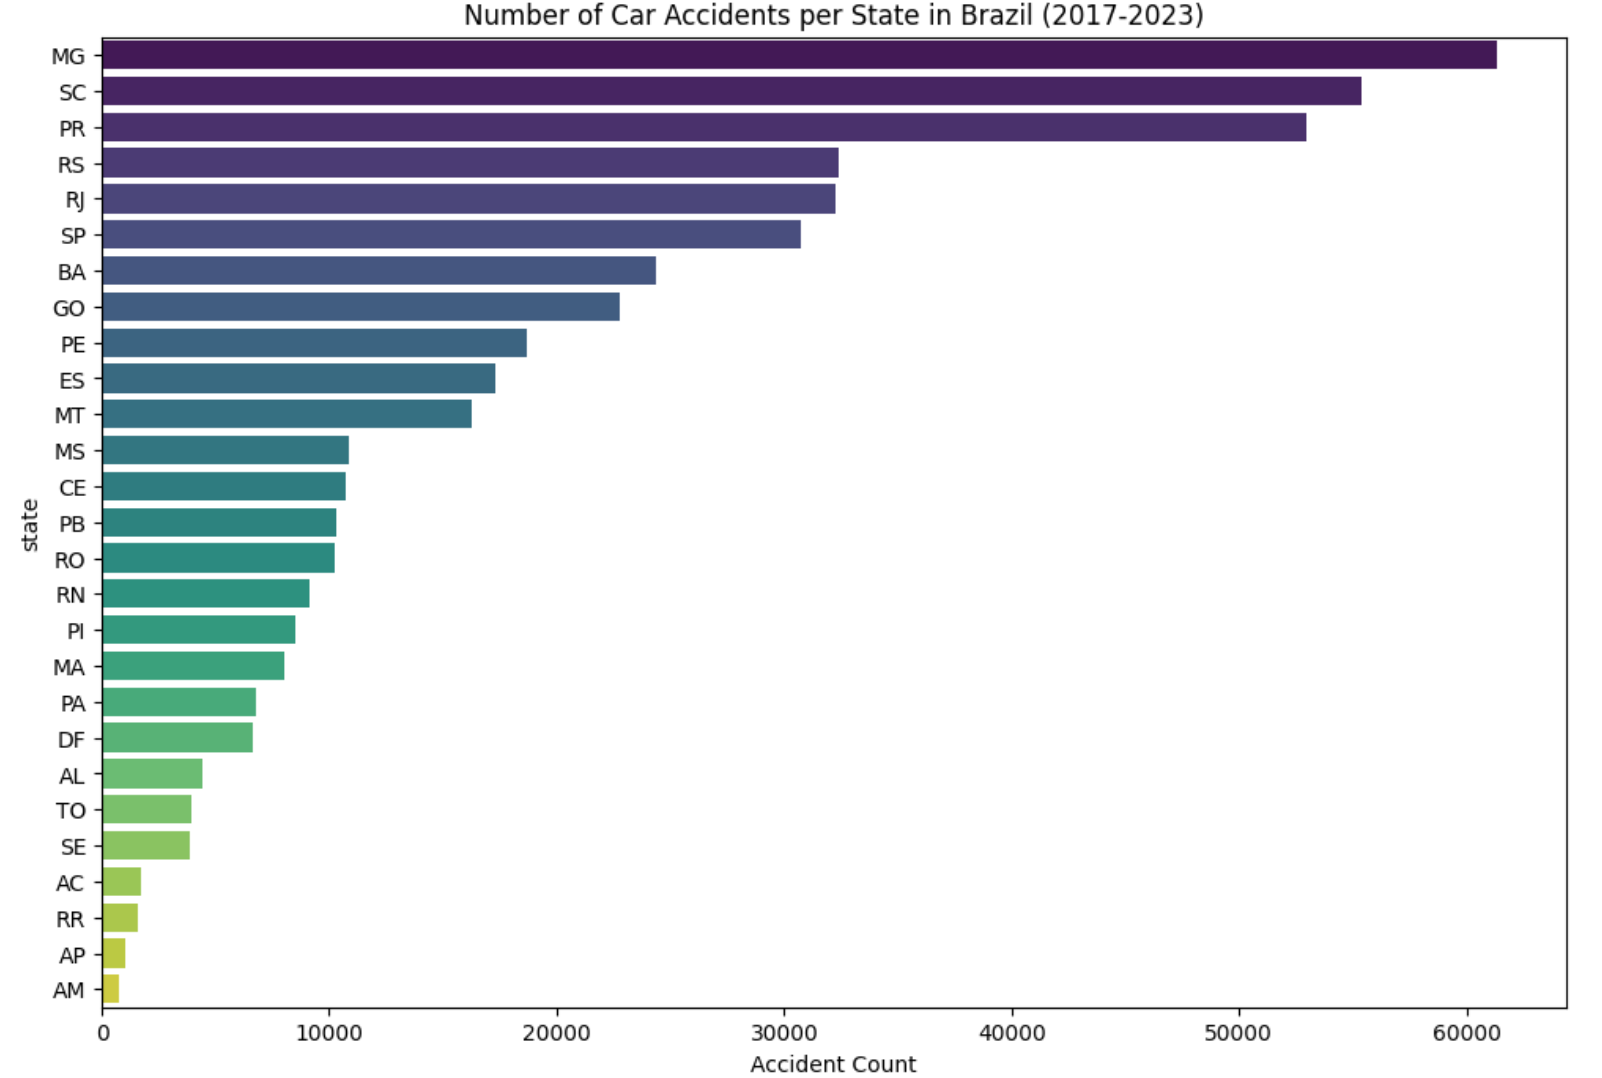 Number of Car Accidents per State in Brazil (2017-2023)
MG
SC
PR
RS
RJ
SP
BA
GO
PE
ES
MT
MS
CE
PB
RO
RN
PI
MA
PA
DF
AL
TO
SE
AC
RR
AP
AM
state
0 10000 20000 30000 40000 50000 60000
Accident Count